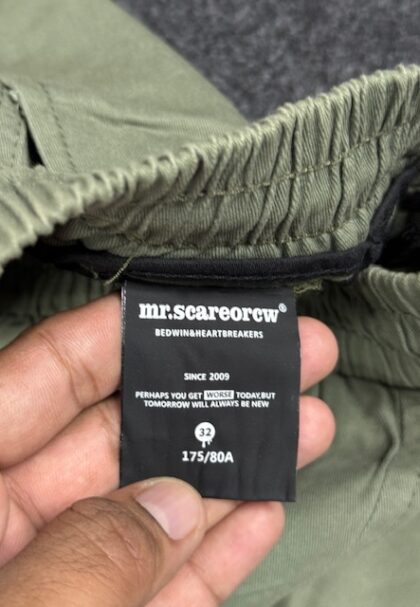 mr.scareorcw®
BEDWIN&HEARTBREAKERS
SINCE 2009
PERHAPS YOU GET WORSE TODAY,BUT
TOMORROW WILL ALWAYS BE NEW
32
175/80A